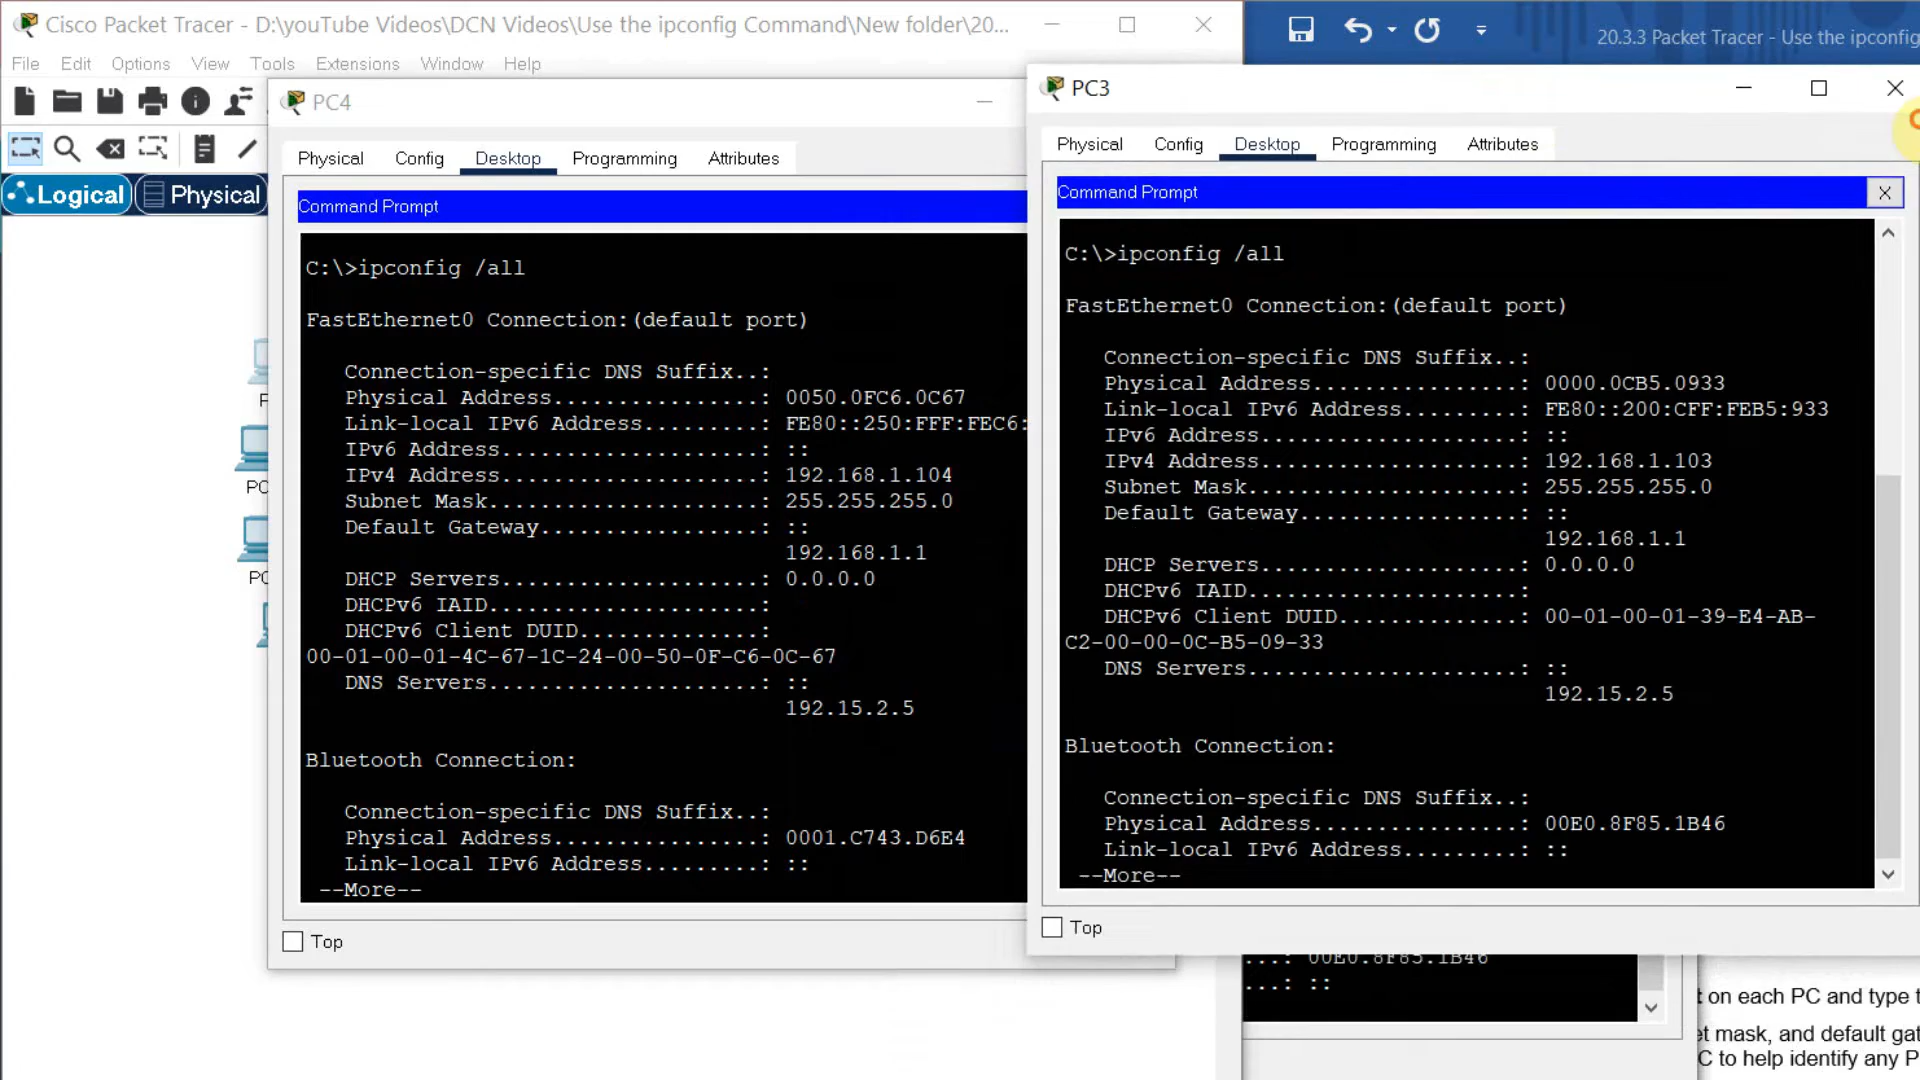 Cisco Packet Tracer - D:\youTube Videos\DCN Videos\Use the ipconfig Command\New folder\20...
20.3.3 Packet Tracer - Use the ipconfig
File Edit Options View Tools Extensions Window Help
Logical Physical
PC4
Physical Config Desktop Programming Attributes
Command Prompt
C:\>ipconfig /all
FastEthernet0 Connection:(default port)
Connection-specific DNS Suffix..:
Physical Address................: 0050.0FC6.0C67
Link-local IPv6 Address.........: FE80::250:FFF:FEC6:
IPv6 Address....................: ::
IPv4 Address....................: 192.168.1.104
Subnet Mask.....................: 255.255.255.0
Default Gateway.................: ::
192.168.1.1
DHCP Servers....................: 0.0.0.0
DHCPv6 IAID.....................:
DHCPv6 Client DUID..............:
00-01-00-01-4C-67-1C-24-00-50-0F-C6-0C-67
DNS Servers.....................: ::
192.15.2.5
Bluetooth Connection:
Connection-specific DNS Suffix..:
Physical Address................: 0001.C743.D6E4
Link-local IPv6 Address.........: ::
--More--
Top
PC3
Physical Config Desktop Programming Attributes
Command Prompt X
C:\>ipconfig /all
FastEthernet0 Connection:(default port)
Connection-specific DNS Suffix..:
Physical Address................: 0000.0CB5.0933
Link-local IPv6 Address.........: FE80::200:CFF:FEB5:933
IPv6 Address....................: ::
IPv4 Address....................: 192.168.1.103
Subnet Mask.....................: 255.255.255.0
Default Gateway.................: ::
192.168.1.1
DHCP Servers....................: 0.0.0.0
DHCPv6 IAID.....................:
DHCPv6 Client DUID..............: 00-01-00-01-39-E4-AB-
C2-00-00-0C-B5-09-33
DNS Servers.....................: ::
192.15.2.5
Bluetooth Connection:
Connection-specific DNS Suffix..:
Physical Address................: 00E0.8F85.1B46
Link-local IPv6 Address.........: ::
--More--
Top
P
PC
PC
...: 00E0.8F85.1B46
...: ::
t on each PC and type t
et mask, and default gat
C to help identify any P